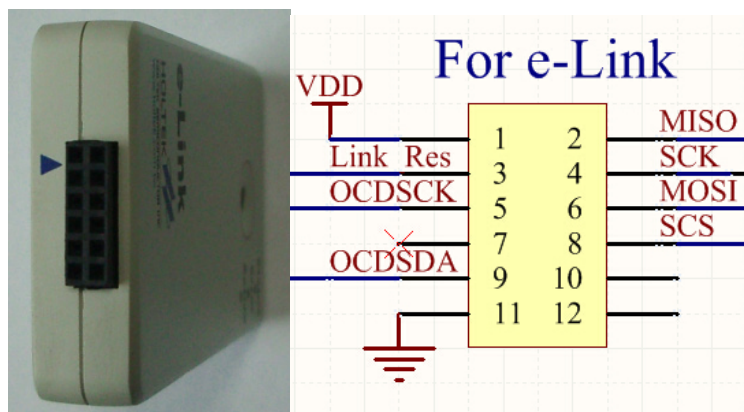 e-Link
HOLTEK
For e-Link
VDD
1 2 MISO
Link Res 3 4 SCK
OCDSCK 5 6 MOSI
7 8 SCS
OCDSDA 9 10
11 12